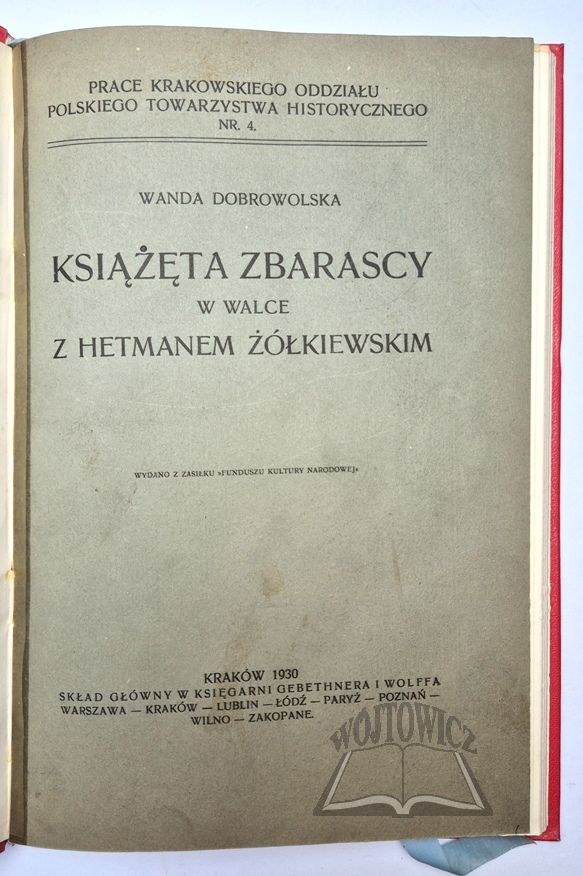 PRACE KRAKOWSKIEGO ODDZIAŁU
POLSKIEGO TOWARZYSTWA HISTORYCZNEGO
NR. 4.
WANDA DOBROWOLSKA
KSIĄŻĘTA ZBARASCY
W WALCE
Z HETMANEM ŻÓŁKIEWSKIM
WYDANO Z ZASIŁKU »FUNDUSZU KULTURY NARODOWEJ«
KRAKÓW 1930
SKŁAD GŁÓWNY W KSIĘGARNI GEBETHNERA I WOLFFA
WARSZAWA — KRAKÓW — LUBLIN — ŁÓDŹ — PARYŻ — POZNAŃ —
WILNO — ZAKOPANE.
WÓJTOWICZ